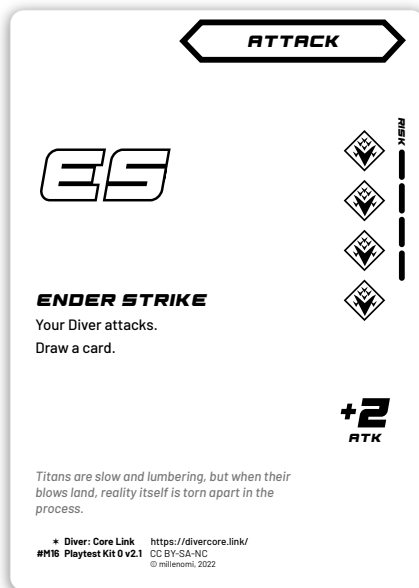 ATTACK
RISK
ES
ENDER STRIKE
Your Diver attacks.
Draw a card.
+2
ATK
Titans are slow and lumbering, but when their
blows land, reality itself is torn apart in the
process.
✶ Diver: Core Link https://divercore.link/
#M16 Playtest Kit 0 v2.1 CC BY-SA-NC
© millenomi, 2022